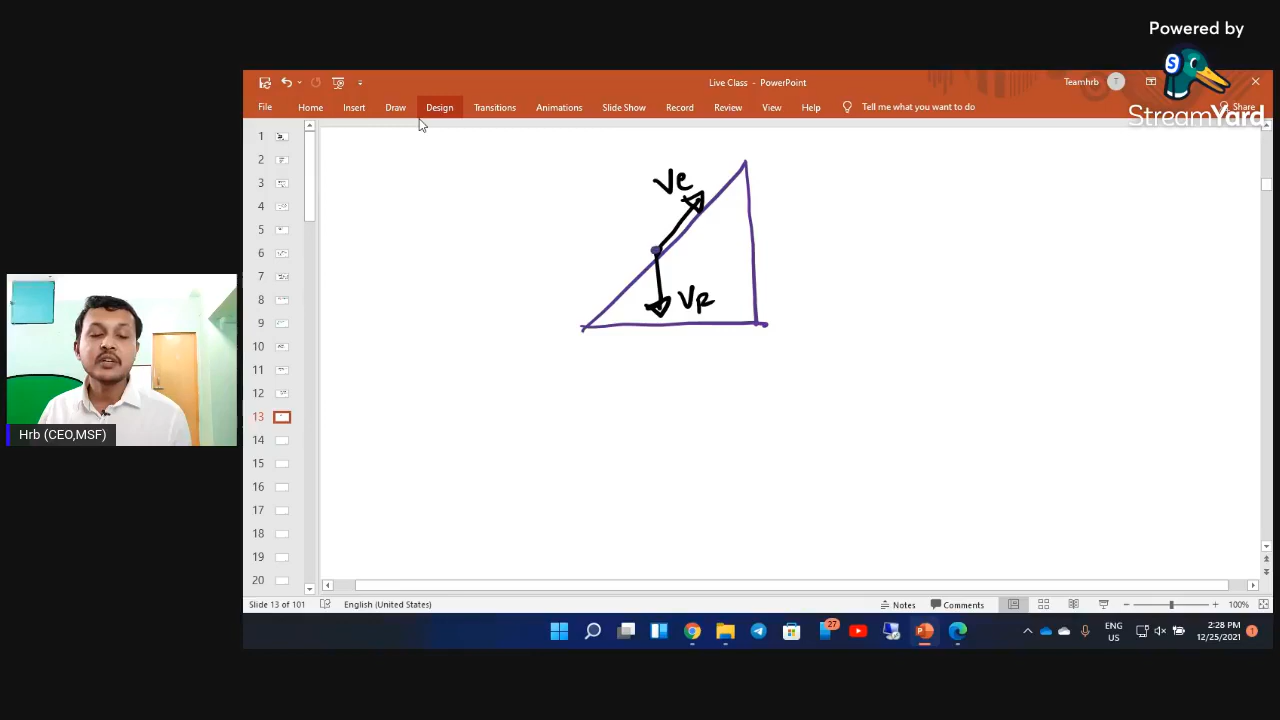 Powered by
StreamYard
Live Class - PowerPoint
Teamhrb
T
File
Home
Insert
Draw
Design
Transitions
Animations
Slide Show
Record
Review
View
Help
Tell me what you want to do
Share
1
2
3
4
5
6
7
8
9
10
11
12
13
14
15
16
17
18
19
20
Ve
VR
Hrb (CEO,MSF)
Slide 13 of 101
English (United States)
Notes
Comments
100%
27
ENG
US
2:28 PM
12/25/2021
1